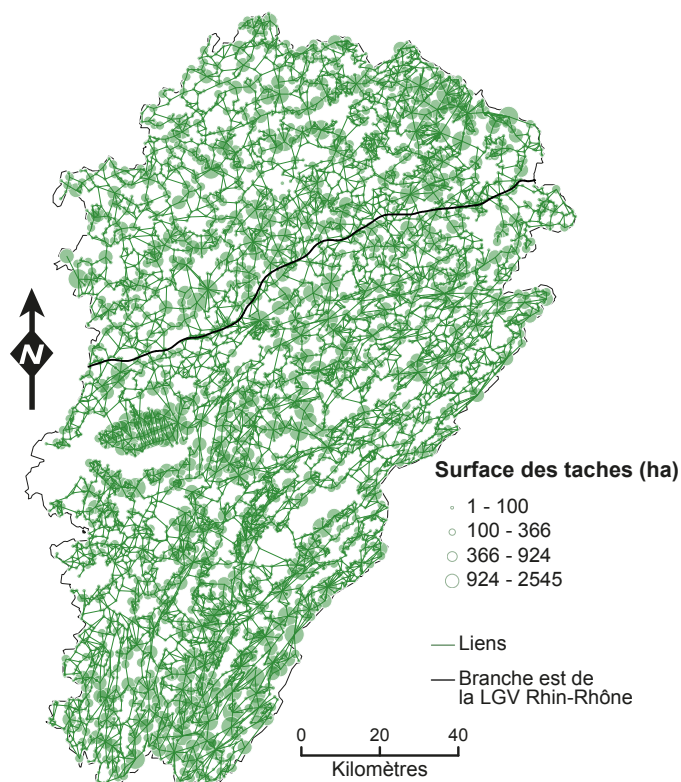 N
Surface des taches (ha)
1 - 100
100 - 366
366 - 924
924 - 2545
Liens
Branche est de
la LGV Rhin-Rhône
0 20 40
Kilomètres